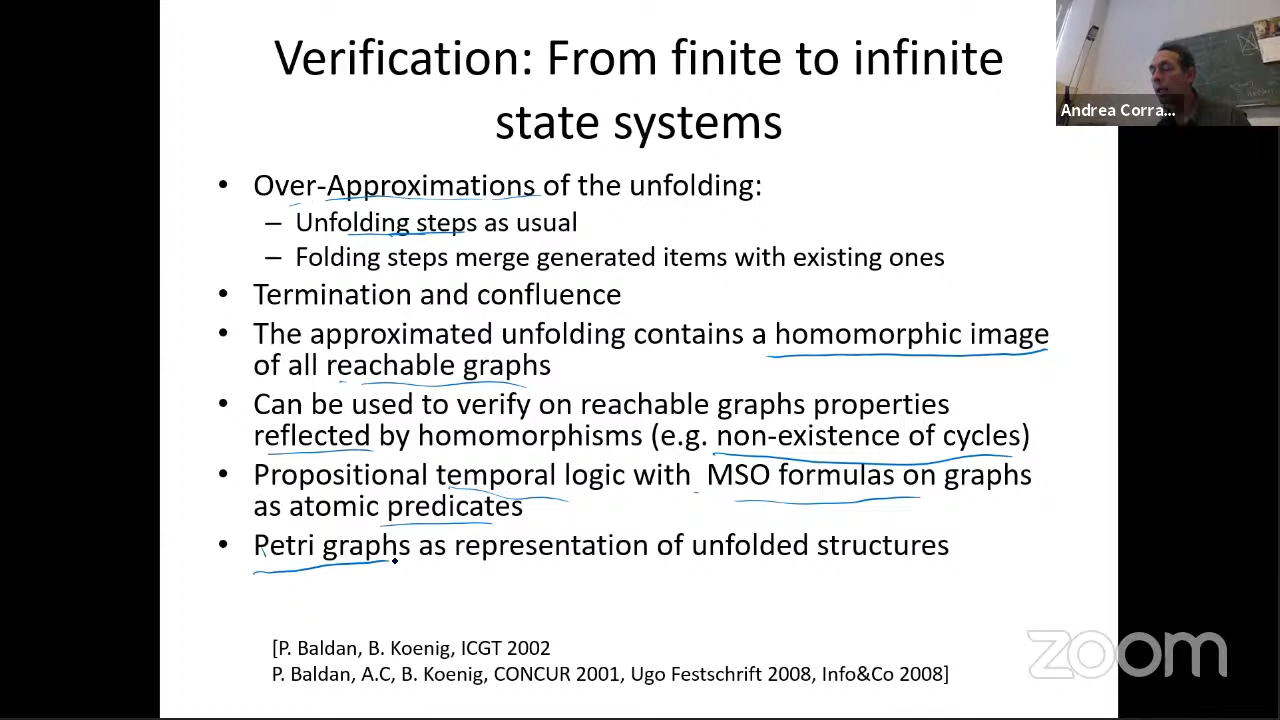 Verification: From finite to infinite
state systems
Andrea Corra...
• Over-Approximations of the unfolding:
– Unfolding steps as usual
– Folding steps merge generated items with existing ones
• Termination and confluence
• The approximated unfolding contains a homomorphic image
of all reachable graphs
• Can be used to verify on reachable graphs properties
reflected by homomorphisms (e.g. non-existence of cycles)
• Propositional temporal logic with MSO formulas on graphs
as atomic predicates
• Petri graphs as representation of unfolded structures
[P. Baldan, B. Koenig, ICGT 2002
P. Baldan, A.C, B. Koenig, CONCUR 2001, Ugo Festschrift 2008, Info&Co 2008]
zoom